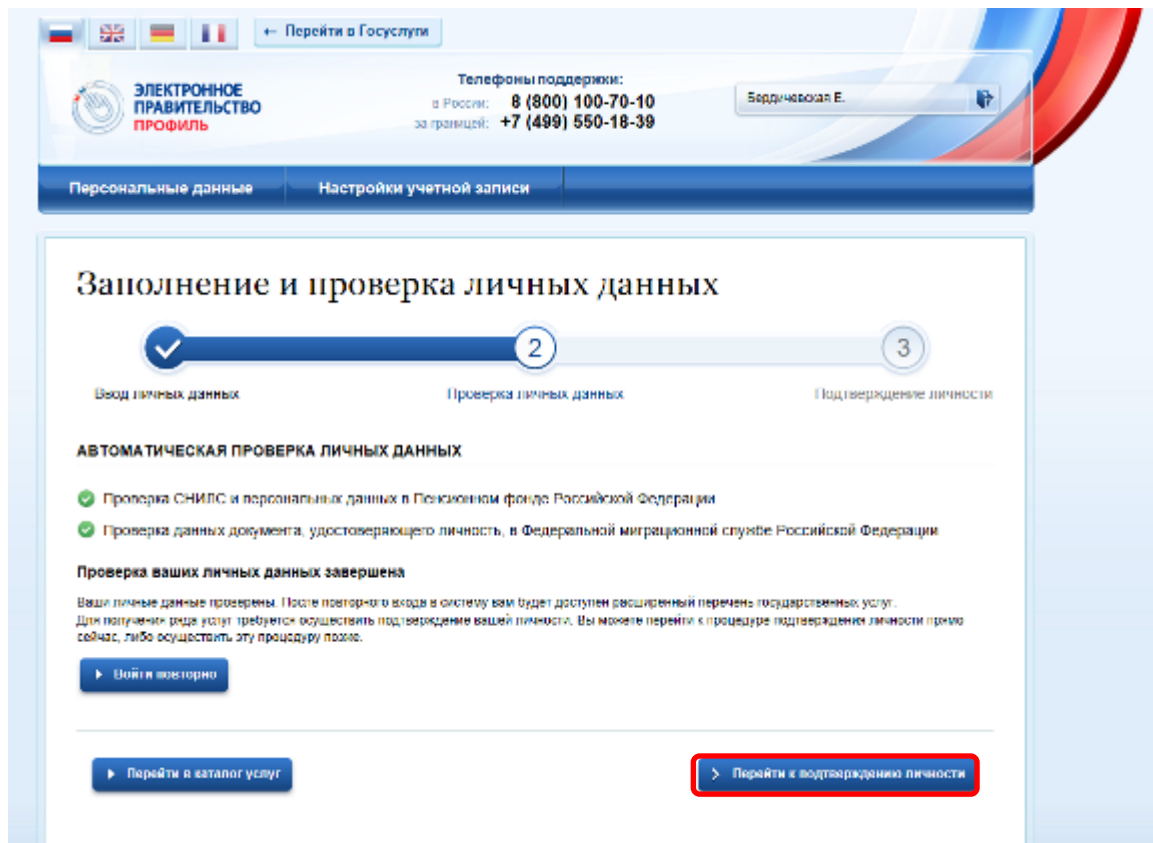 ← Перейти в Госуслуги
ЭЛЕКТРОННОЕ
ПРАВИТЕЛЬСТВО
ПРОФИЛЬ
Телефоны поддержки:
в России: 8 (800) 100-70-10
за границей: +7 (499) 550-18-39
Бердичевская Е.
Персональные данные Настройки учетной записи
Заполнение и проверка личных данных
2 3
Ввод личных данных Проверка личных данных Подтверждение личности
АВТОМАТИЧЕСКАЯ ПРОВЕРКА ЛИЧНЫХ ДАННЫХ
Проверка СНИЛС и персональных данных в Пенсионном фонде Российской Федерации
Проверка данных документа, удостоверяющего личность, в Федеральной миграционной службе Российской Федерации
Проверка ваших личных данных завершена
Ваши личные данные проверены. После повторного входа в систему вам будет доступен расширенный перечень государственных услуг.
Для получения ряда услуг требуется осуществить подтверждение вашей личности. Вы можете перейти к процедуре подтверждения личности прямо
сейчас, либо осуществить эту процедуру позже.
Войти повторно
Перейти в каталог услуг
Перейти к подтверждению личности